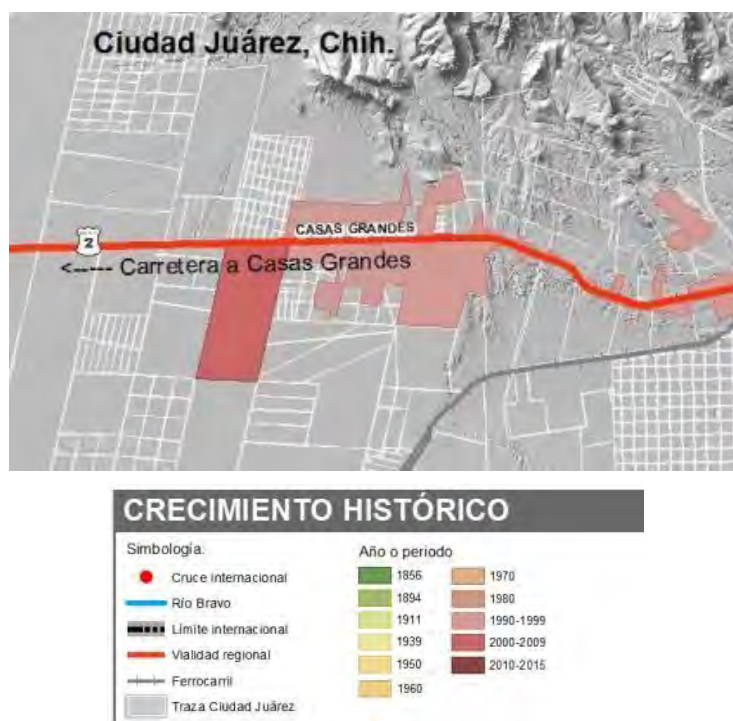 Ciudad Juárez, Chih.
CASAS GRANDES
2
<----- Carretera a Casas Grandes
CRECIMIENTO HISTÓRICO
Simbología:
Cruce internacional
Río Bravo
Límite internacional
Vialidad regional
Ferrocarril
Traza Ciudad Juárez
Año o periodo
1856
1894
1911
1939
1950
1960
1970
1980
1990-1999
2000-2009
2010-2015